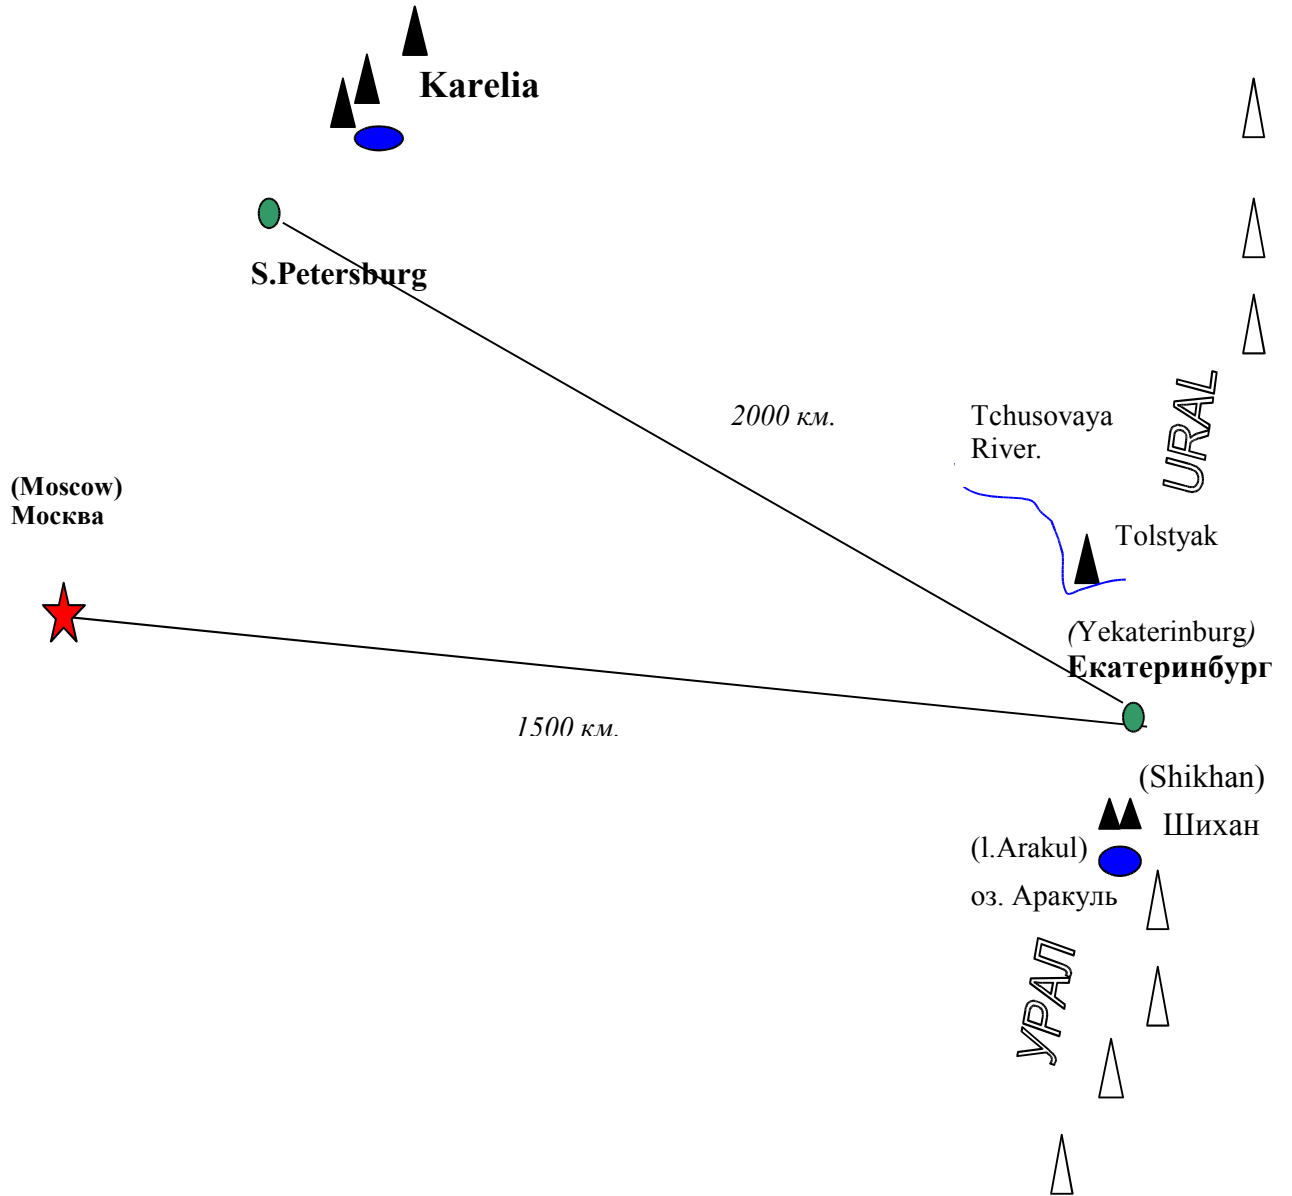 Karelia
S.Petersburg
2000 км.
Tchusovaya
River.
URAL
(Moscow)
Москва
Tolstyak
(Yekaterinburg)
Екатеринбург
1500 км.
(Shikhan)
Шихан
(l.Arakul)
оз. Аракуль
УРАЛ